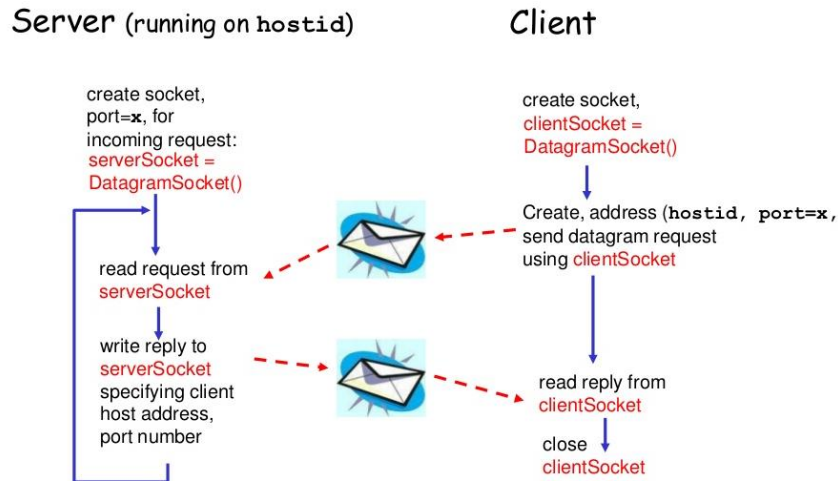 Server (running on hostid)
Client
create socket,
port=x, for
incoming request:
serverSocket =
DatagramSocket()
read request from
serverSocket
write reply to
serverSocket
specifying client
host address,
port number
create socket,
clientSocket =
DatagramSocket()
Create, address (hostid, port=x,
send datagram request
using clientSocket
read reply from
clientSocket
close
clientSocket